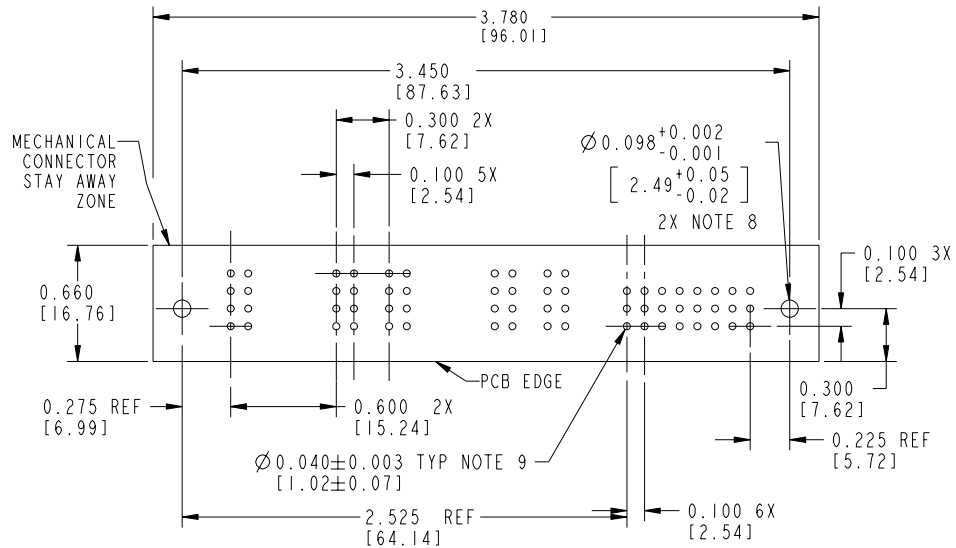 3.780
[96.01]
3.450
[87.63]
0.300 2X
[7.62]
0.100 5X
[2.54]
MECHANICAL
CONNECTOR
STAY AWAY
ZONE
Ø0.098 +0.002
-0.001
[ 2.49 +0.05
-0.02 ]
2X NOTE 8
0.100 3X
[2.54]
0.660
[16.76]
PCB EDGE
0.300
[7.62]
0.275 REF
[6.99]
0.600 2X
[15.24]
0.225 REF
[5.72]
Ø0.040±0.003 TYP NOTE 9
[1.02±0.07]
2.525 REF
[64.14]
0.100 6X
[2.54]